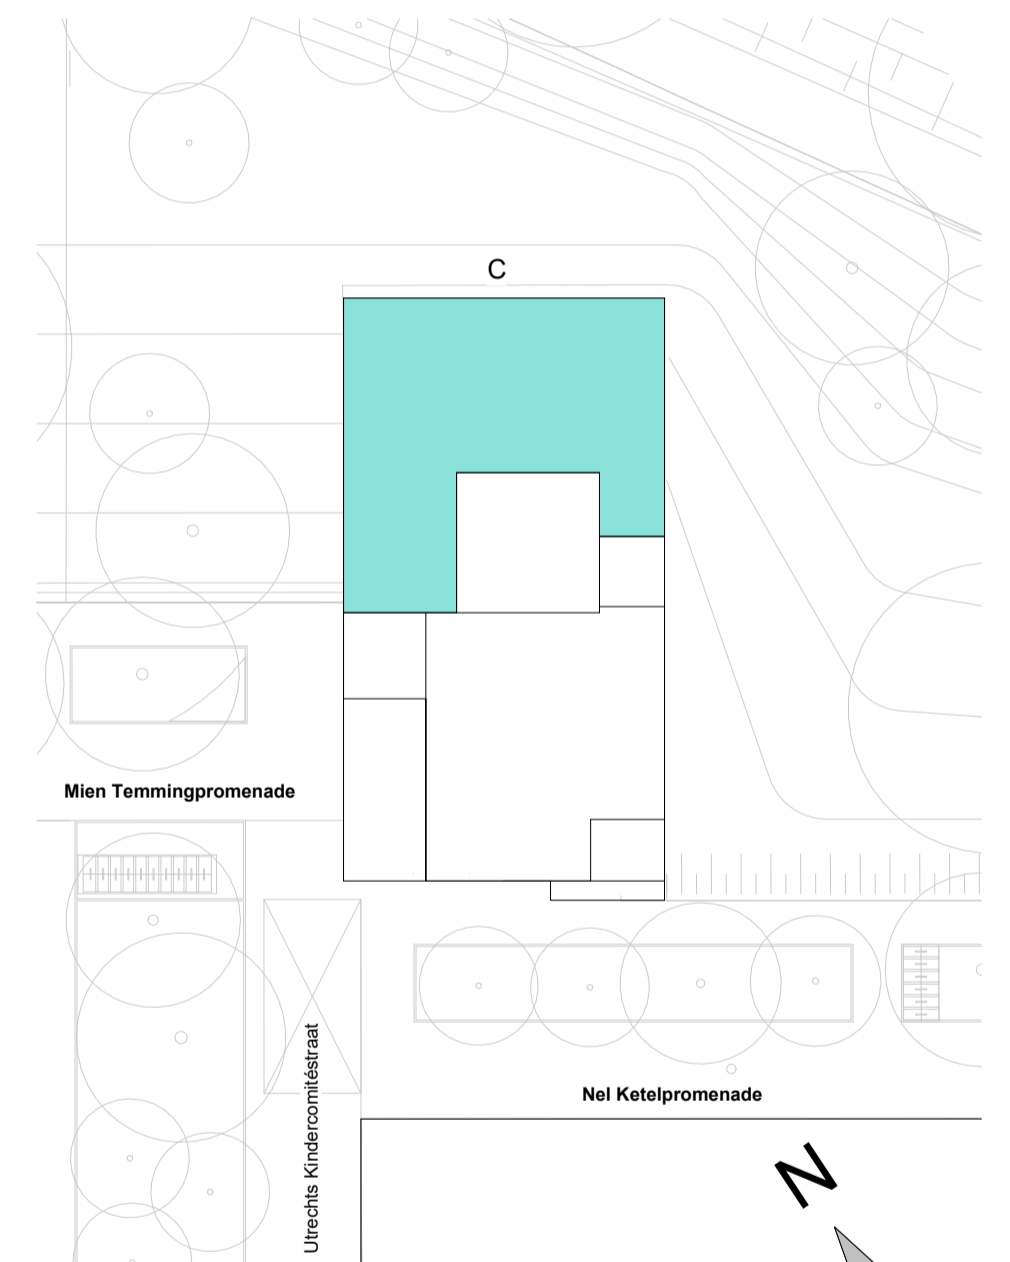 C
Mien Temmingpromenade
Utrechts Kindercomitéstraat
Nel Ketelpromenade
N